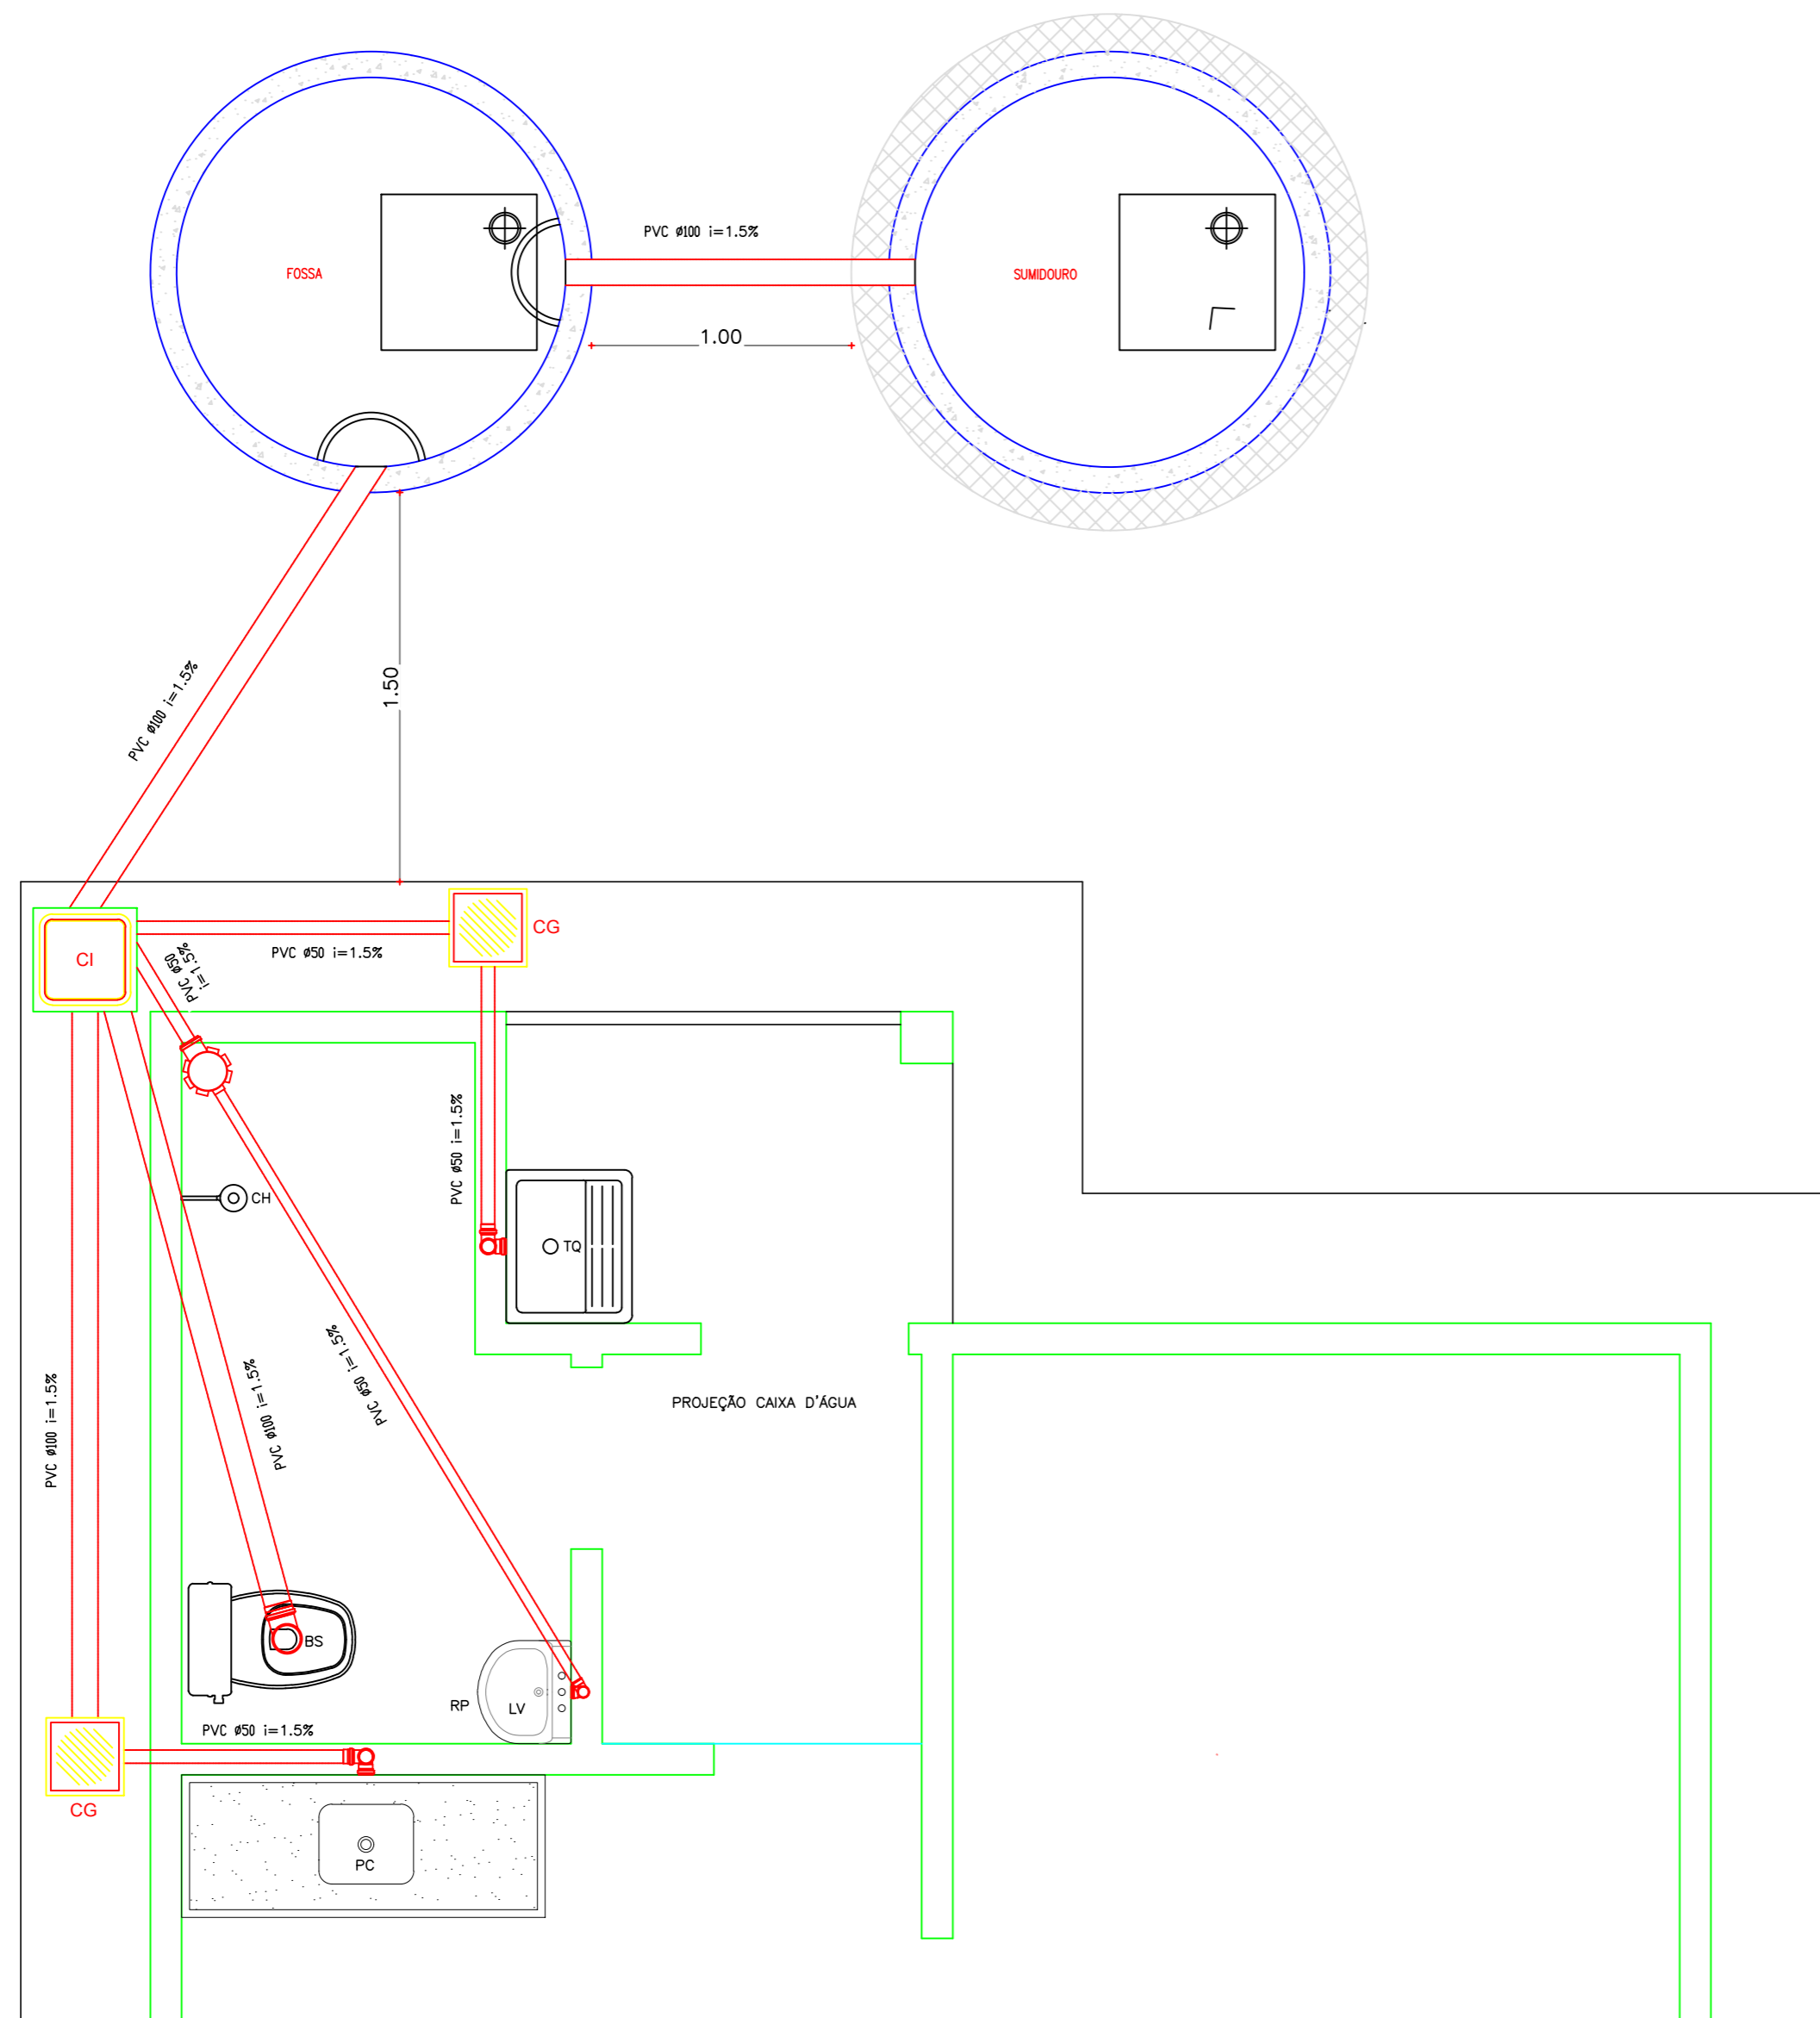 PVC Ø100 i=1.5%
FOSSA
SUMIDOURO
1.00
PVC Ø100 i=1.5%
1.50
CI
CG
PVC Ø50 i=1.5%
PVC Ø50
i=1.5%
PVC Ø50 i=1.5%
CH
TQ
PVC Ø50 i=1.5%
PVC Ø100 i=1.5%
PVC Ø100 i=1.5%
PROJEÇÃO CAIXA D'ÁGUA
BS
RP
LV
PVC Ø50 i=1.5%
CG
PC